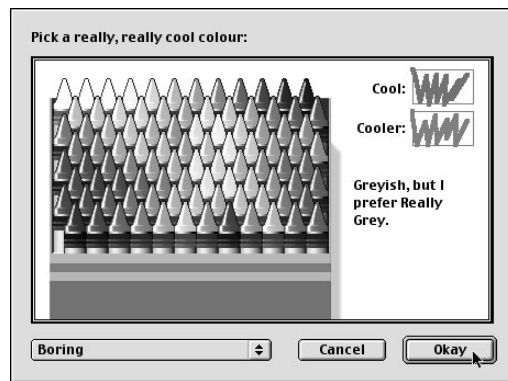 Pick a really, really cool colour:
Cool:
Cooler:
Greyish, but I
prefer Really
Grey.
Boring
Cancel
Okay